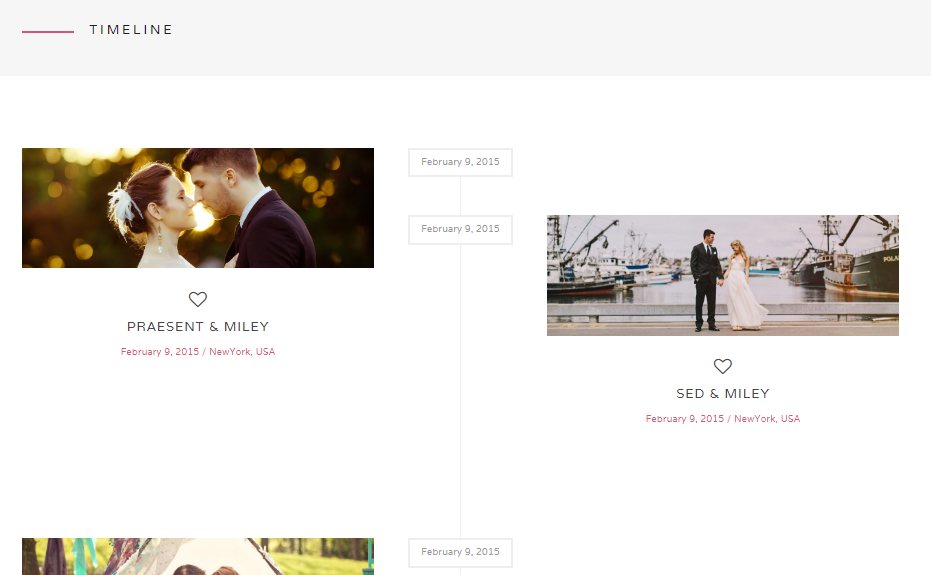 TIMELINE
February 9, 2015
February 9, 2015
POLA
PRAESENT & MILEY
February 9, 2015 / NewYork, USA
SED & MILEY
February 9, 2015 / NewYork, USA
February 9, 2015